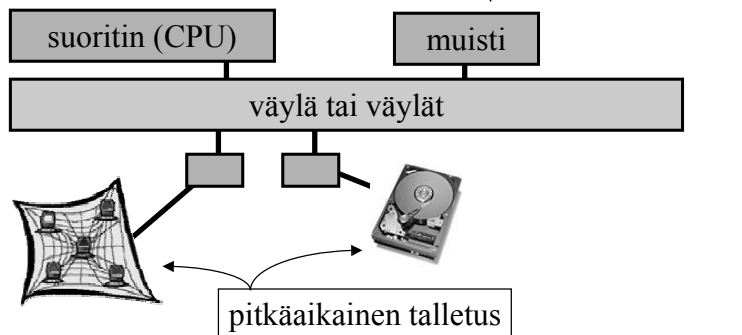 suoritin (CPU)
muisti
väylä tai väylät
pitkäaikainen talletus